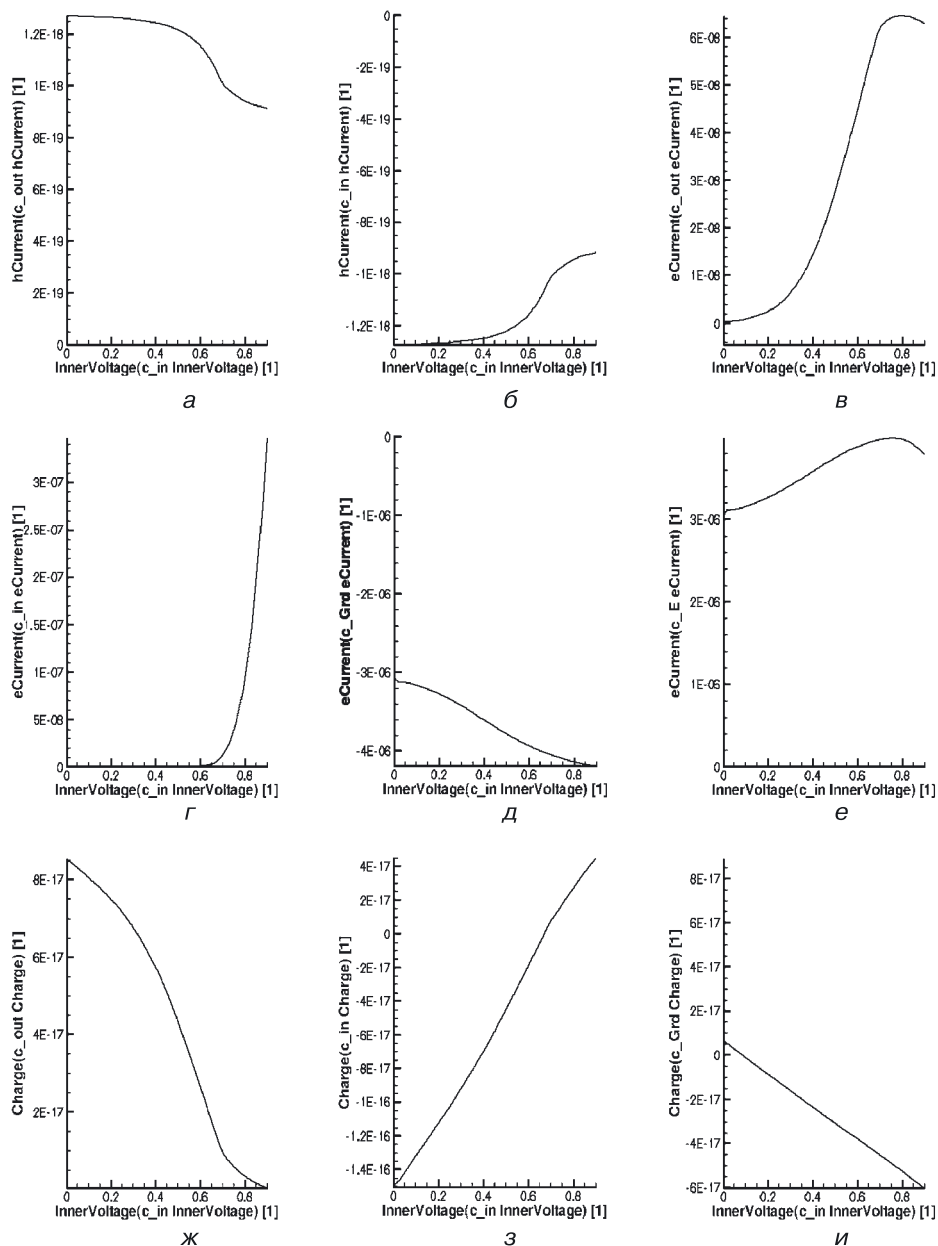 hCurrent(c_out hCurrent) [1]
1.2E-18
1E-18
8E-19
6E-19
4E-19
2E-19
0
0 0.2 0.4 0.6 0.8
InnerVoltage(c_in InnerVoltage) [1]
а
hCurrent(c_in hCurrent) [1]
0
-2E-19
-4E-19
-6E-19
-8E-19
-1E-18
-1.2E-18
0 0.2 0.4 0.6 0.8
InnerVoltage(c_in InnerVoltage) [1]
б
eCurrent(c_out eCurrent) [1]
6E-08
5E-08
4E-08
3E-08
2E-08
1E-08
0
0 0.2 0.4 0.6 0.8
InnerVoltage(c_in InnerVoltage) [1]
в
eCurrent(c_in eCurrent) [1]
3E-07
2.5E-07
2E-07
.5E-07
1E-07
5E-08
0
0 0.2 0.4 0.6 0.8
InnerVoltage(c_in InnerVoltage) [1]
г
eCurrent(c_Grd eCurrent) [1]
0
-1E-06
-2E-06
-3E-06
-4E-06
0 0.2 0.4 0.6 0.8
InnerVoltage(c_in InnerVoltage) [1]
д
eCurrent(c_E eCurrent) [1]
3E-06
2E-06
1E-06
0
0 0.2 0.4 0.6 0.8
InnerVoltage(c_in InnerVoltage) [1]
е
Charge(c_out Charge) [1]
8E-17
6E-17
4E-17
2E-17
0 0.2 0.4 0.6 0.8
InnerVoltage(c_in InnerVoltage) [1]
ж
Charge(c_in Charge) [1]
4E-17
2E-17
0
-2E-17
-4E-17
-6E-17
-8E-17
-1E-16
-1.2E-16
-1.4E-16
0 0.2 0.4 0.6 0.8
InnerVoltage(c_in InnerVoltage) [1]
з
Charge(c_Grd Charge) [1]
8E-17
6E-17
4E-17
2E-17
0
-2E-17
-4E-17
-6E-17
0 0.2 0.4 0.6 0.8
InnerVoltage(c_in InnerVoltage) [1]
и